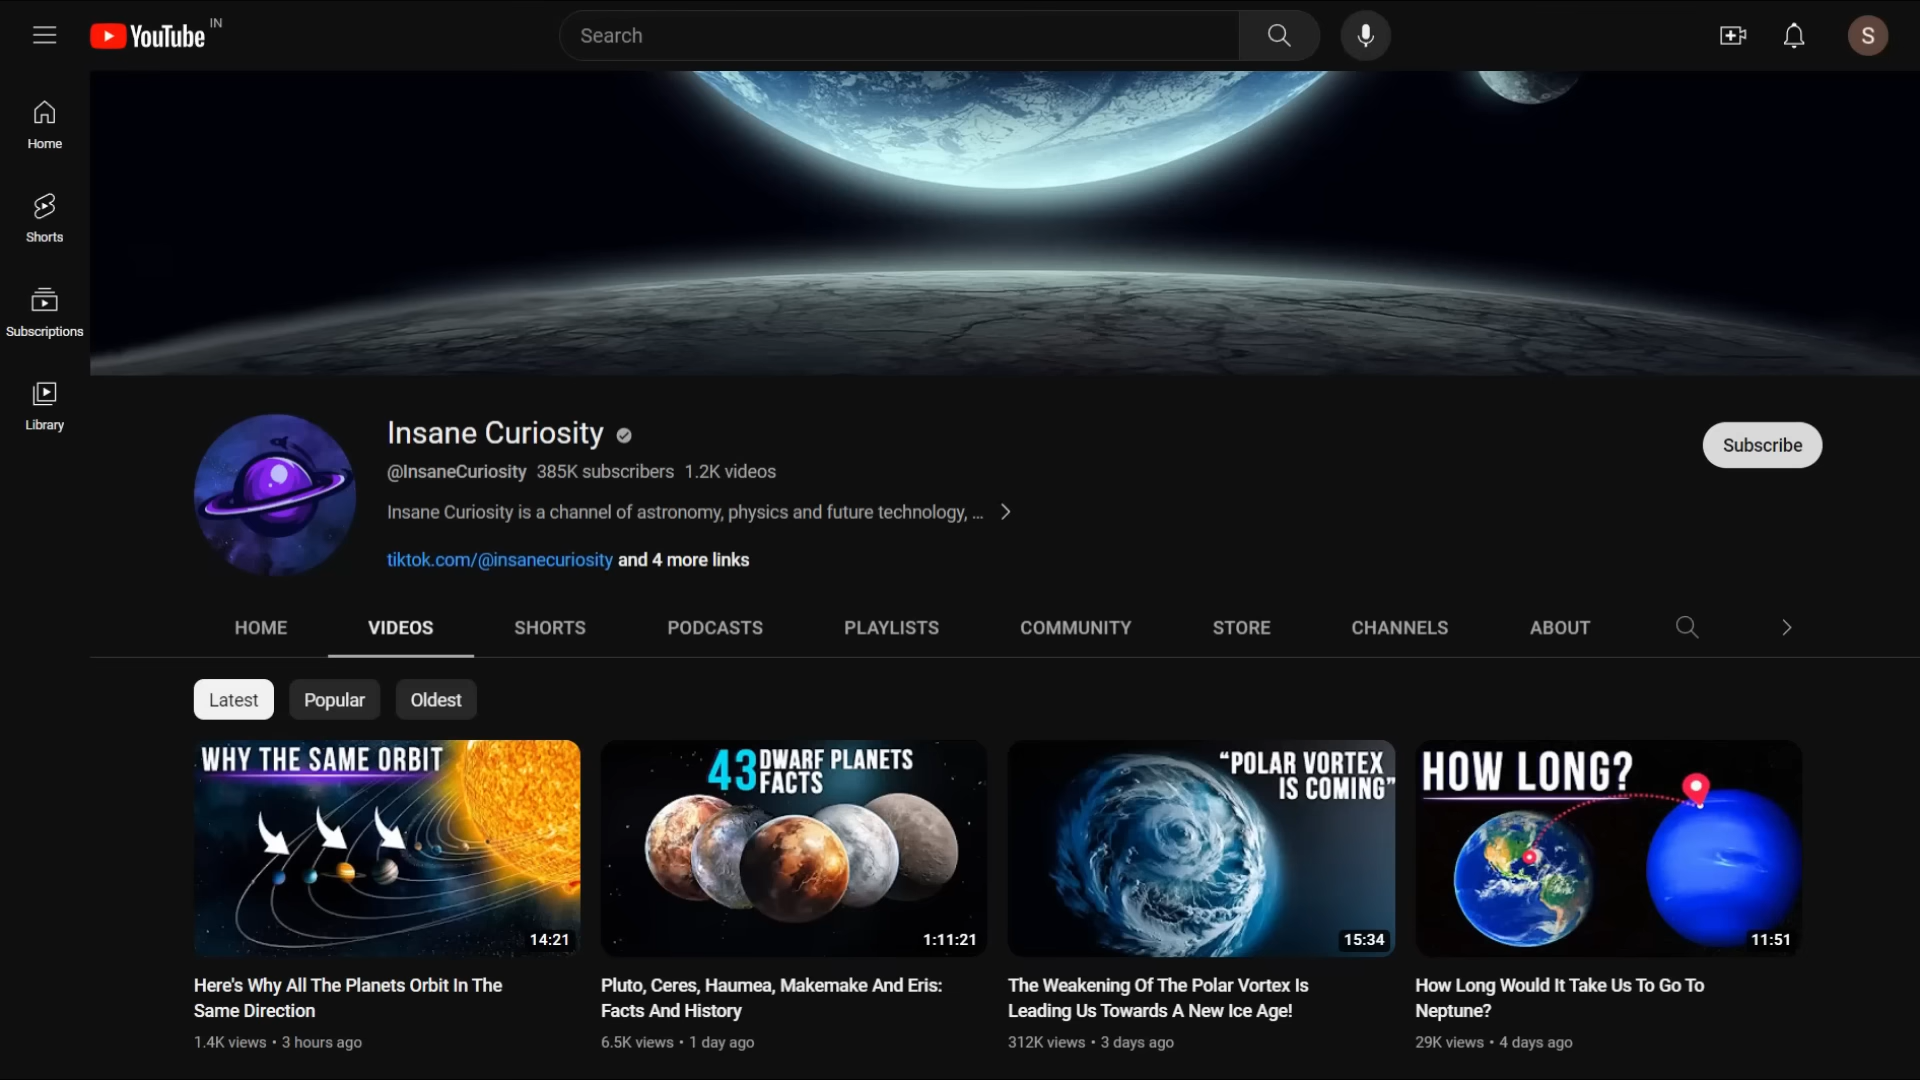 YouTube IN
Search
S
Home
Shorts
Subscriptions
Library
Insane Curiosity
@InsaneCuriosity 385K subscribers 1.2K videos
Insane Curiosity is a channel of astronomy, physics and future technology, ...
tiktok.com/@insanecuriosity and 4 more links
Subscribe
HOME VIDEOS SHORTS PODCASTS PLAYLISTS COMMUNITY STORE CHANNELS ABOUT
Latest Popular Oldest
WHY THE SAME ORBIT
14:21
Here's Why All The Planets Orbit In The
Same Direction
1.4K views • 3 hours ago
43 DWARF PLANETS
FACTS
1:11:21
Pluto, Ceres, Haumea, Makemake And Eris:
Facts And History
6.5K views • 1 day ago
“POLAR VORTEX
IS COMING”
15:34
The Weakening Of The Polar Vortex Is
Leading Us Towards A New Ice Age!
312K views • 3 days ago
HOW LONG?
11:51
How Long Would It Take Us To Go To
Neptune?
29K views • 4 days ago